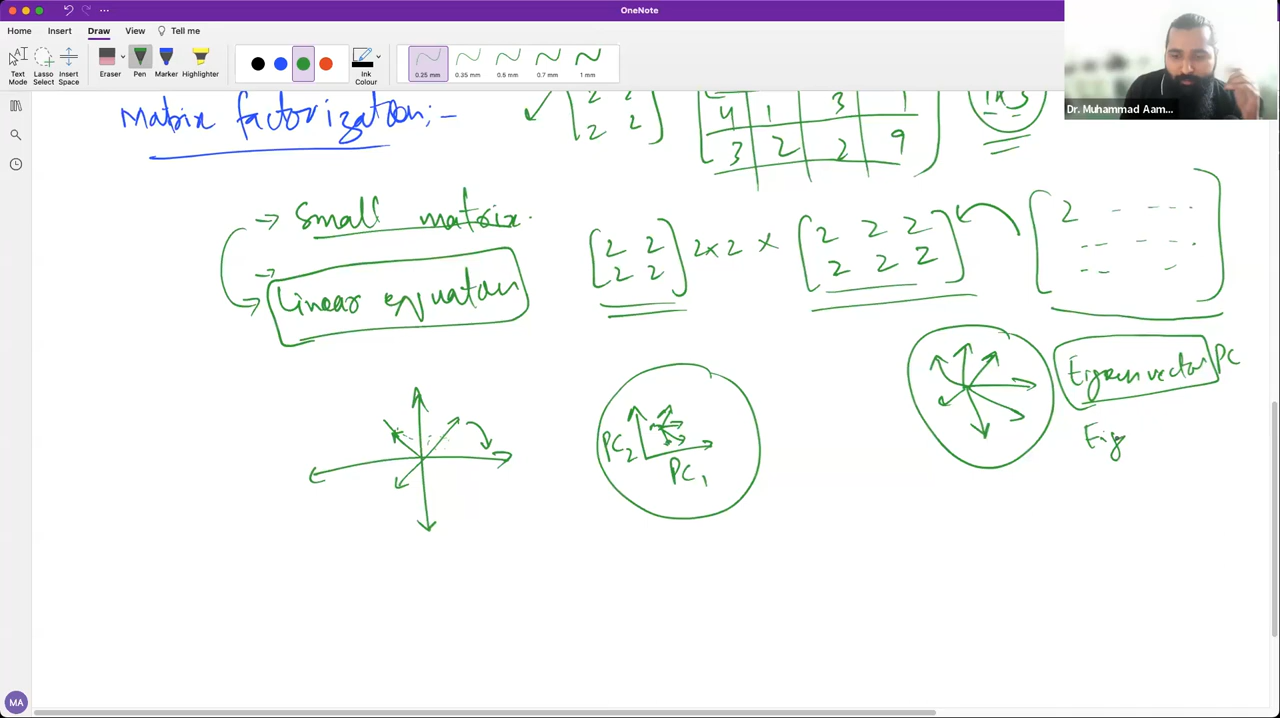 OneNote
Home Insert Draw View Tell me
Text Mode
Lasso Select
Insert Space
Eraser
Pen
Marker
Highlighter
Ink Colour
0.25 mm 0.35 mm 0.5 mm 0.7 mm 1 mm
Dr. Muhammad Aam...
Matrix factorization:-
2 2
2 2
4 1 3 1
3 2 2 9
1x3
→ Small matrix.
→ linear equation
[2 2
2 2] 2x2 x [2 2 2
2 2 2]
[2 - - - -
- - - - -
- - -]
Eigenvector PC
Eig
PC2
PC1
MA